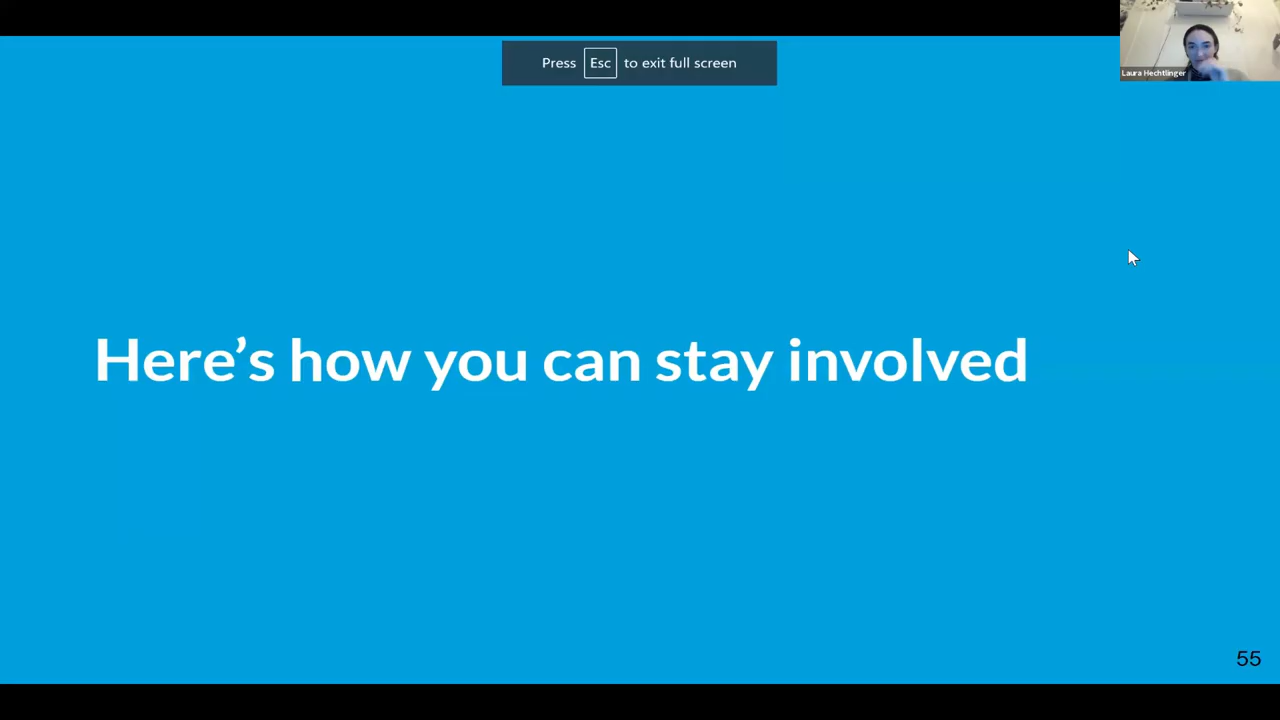 Press Esc to exit full screen
Laura Hechtlinger
Here's how you can stay involved
55